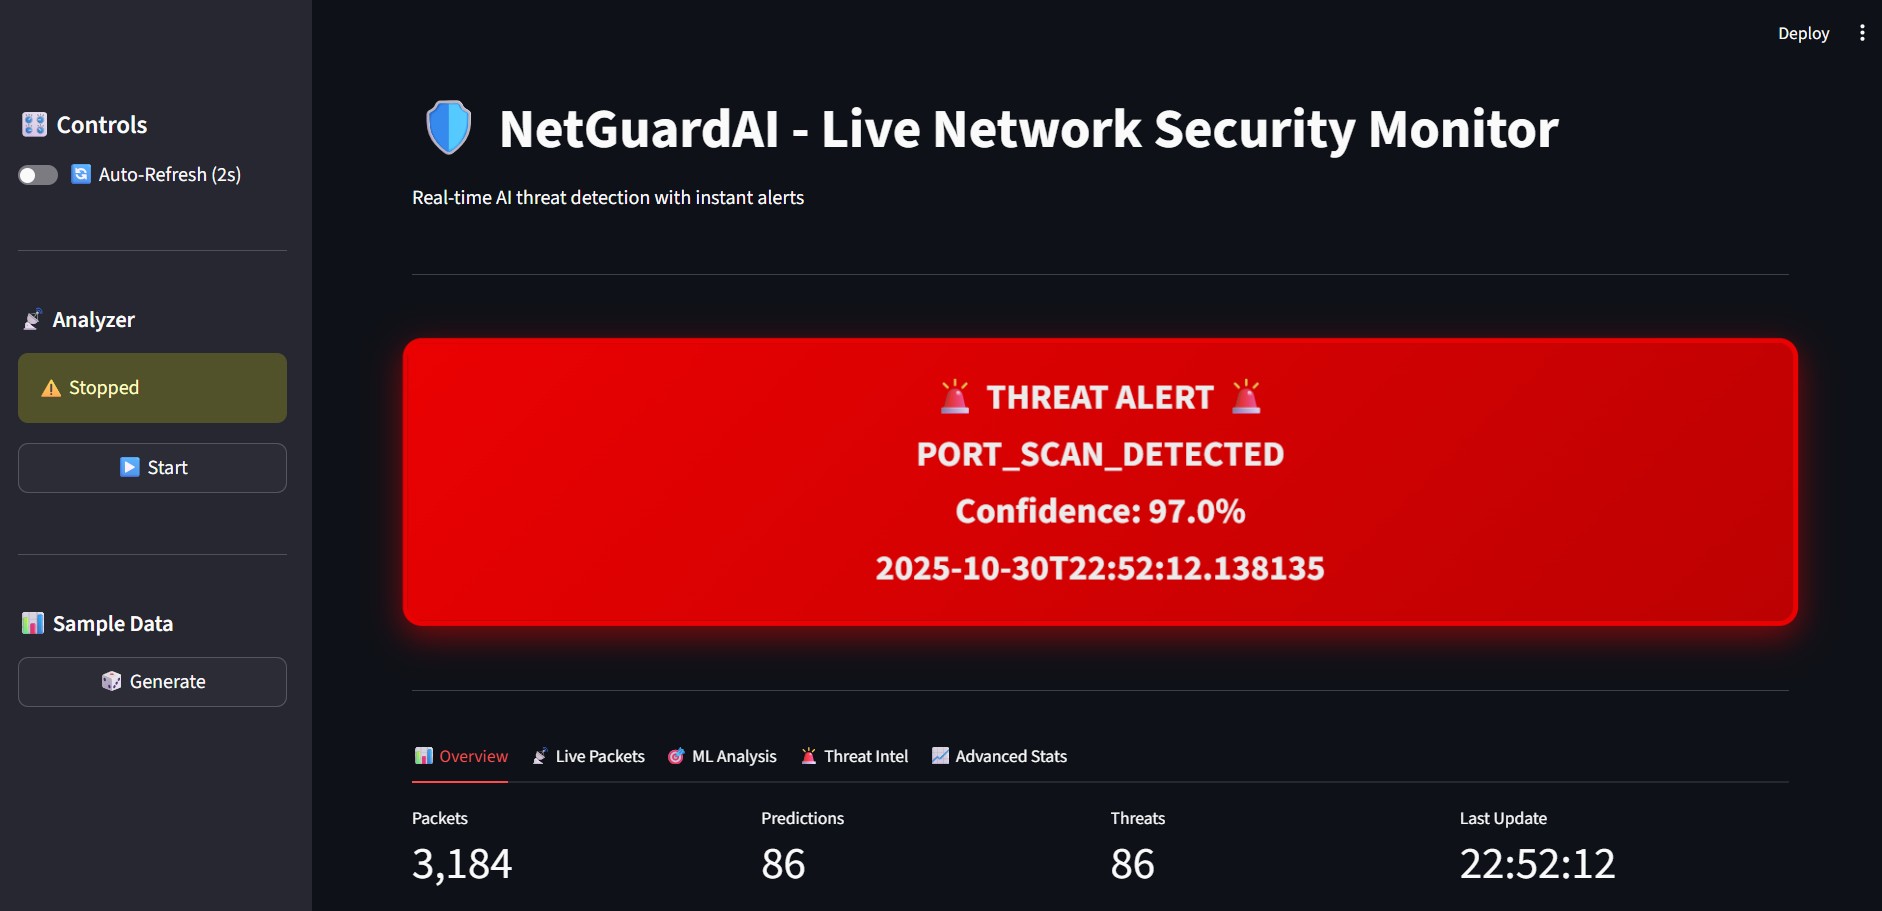 Deploy
Controls
Auto-Refresh (2s)
Analyzer
Stopped
Start
Sample Data
Generate
NetGuardAI - Live Network Security Monitor
Real-time AI threat detection with instant alerts
THREAT ALERT
PORT_SCAN_DETECTED
Confidence: 97.0%
2025-10-30T22:52:12.138135
Overview Live Packets ML Analysis Threat Intel Advanced Stats
Packets Predictions Threats Last Update
3,184 86 86 22:52:12